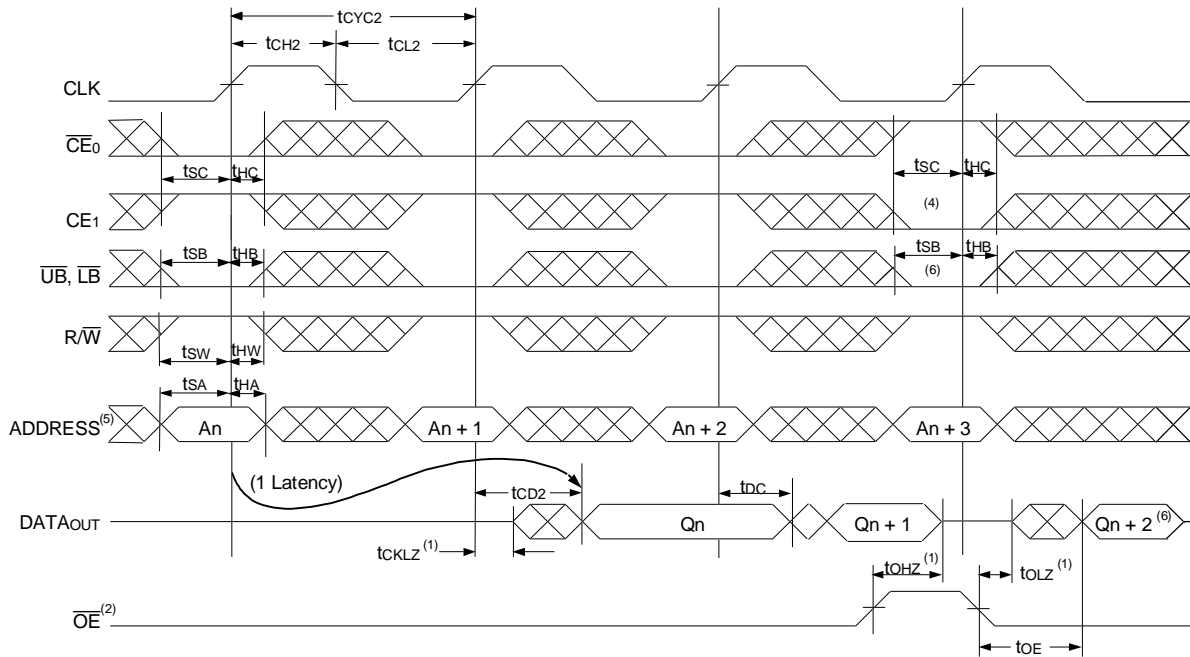 tCYC2
tCH2 tCL2
CLK
CE0
tSC tHC tSC tHC
CE1 (4)
tSB tHB tSB tHB
UB, LB (6)
R/W
tSW tHW
tSA tHA
ADDRESS(5) An An + 1 An + 2 An + 3
(1 Latency) tCD2 tDC
DATAOUT Qn Qn + 1 Qn + 2(6)
tCKLZ(1) tOHZ(1) tOLZ(1)
OE(2)
tOE